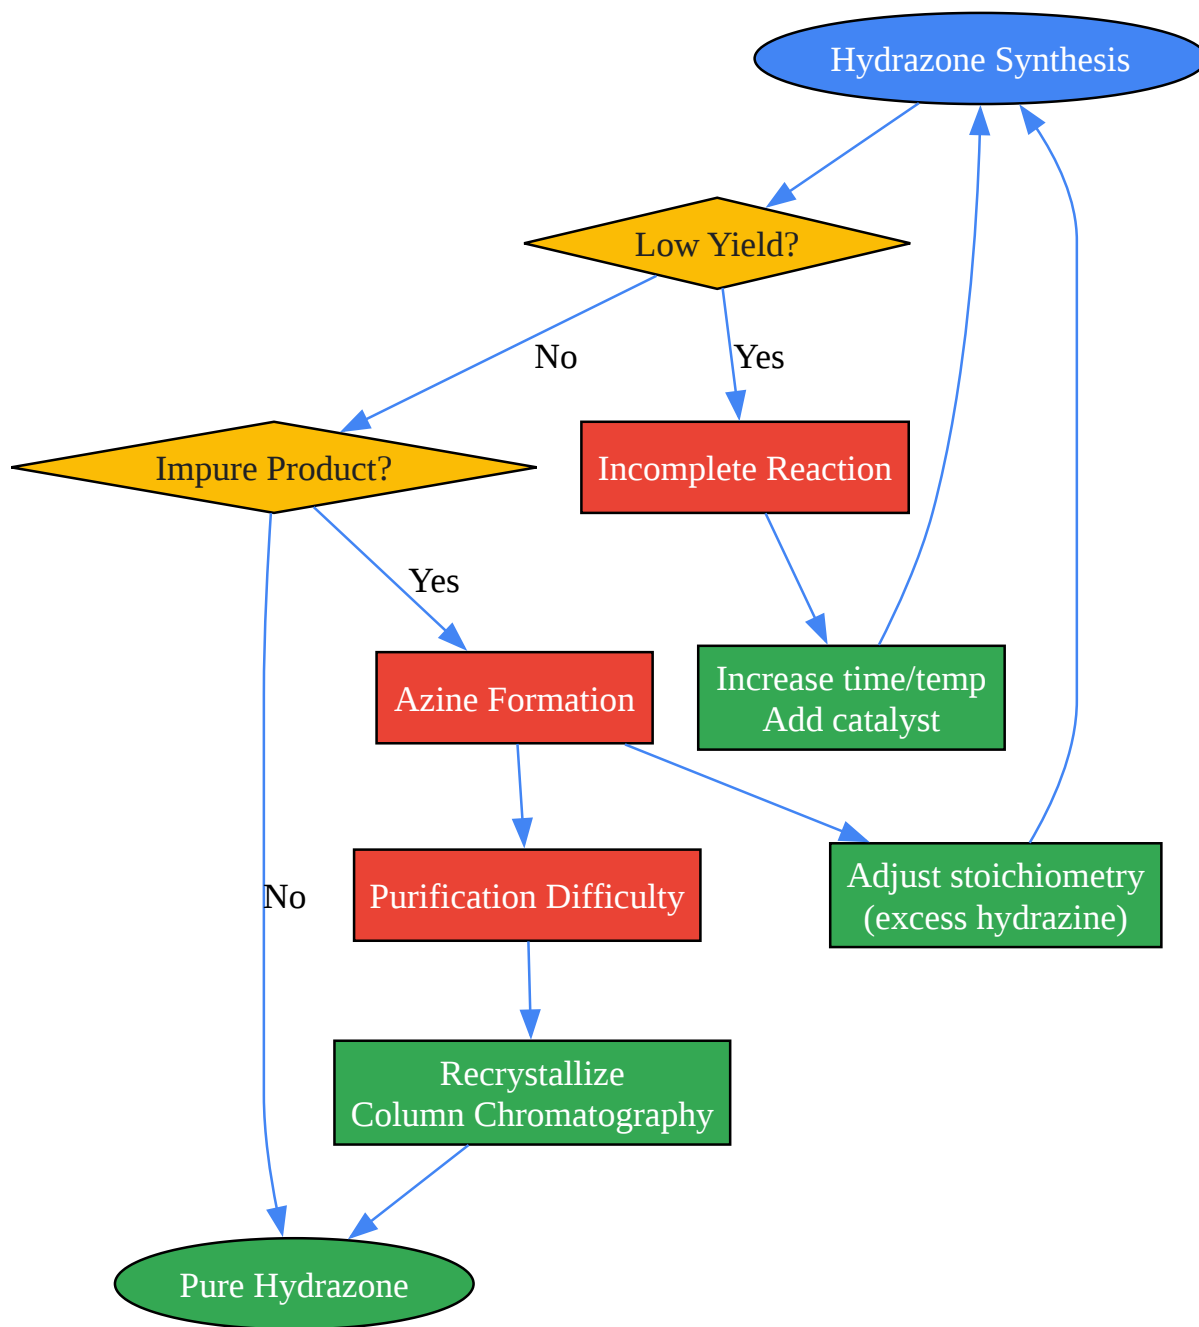 Hydrazone Synthesis
Low Yield?
No
Yes
Impure Product?
Incomplete Reaction
Yes
Increase time/temp
Add catalyst
Azine Formation
Purification Difficulty
Adjust stoichiometry
(excess hydrazine)
No
Recrystallize
Column Chromatography
Pure Hydrazone